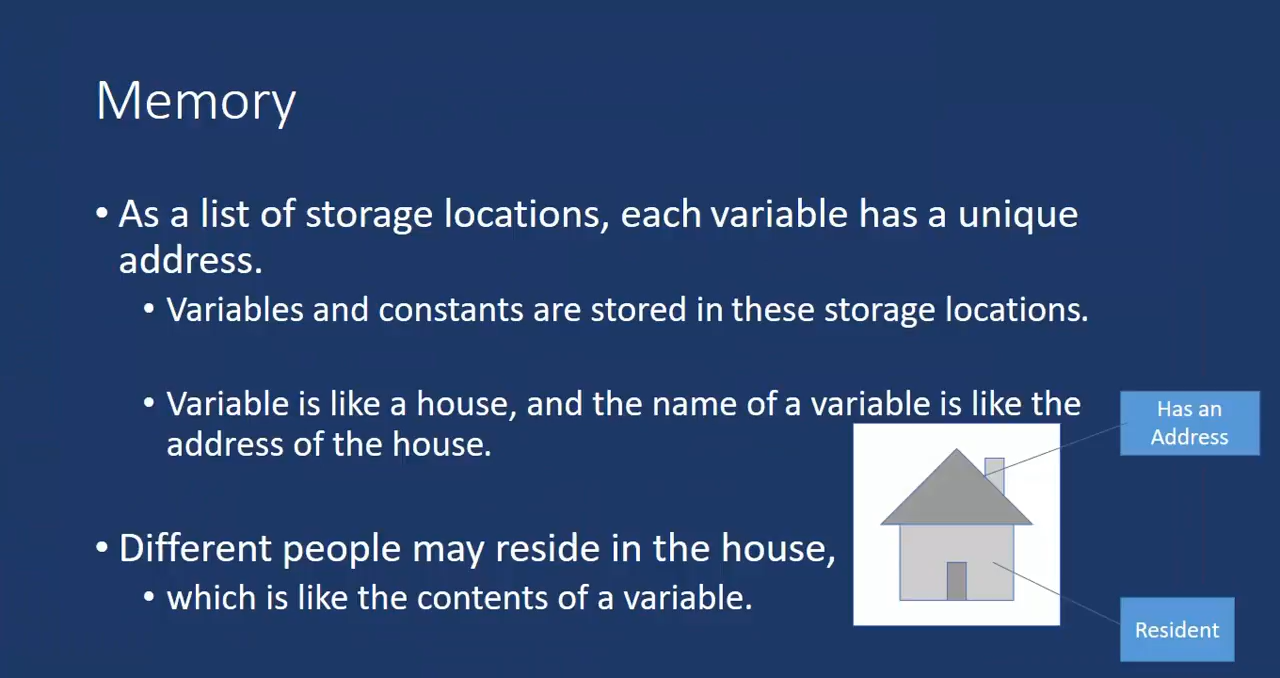 Memory
• As a list of storage locations, each variable has a unique
address.
• Variables and constants are stored in these storage locations.
• Variable is like a house, and the name of a variable is like the
address of the house.
Has an
Address
• Different people may reside in the house,
• which is like the contents of a variable.
Resident